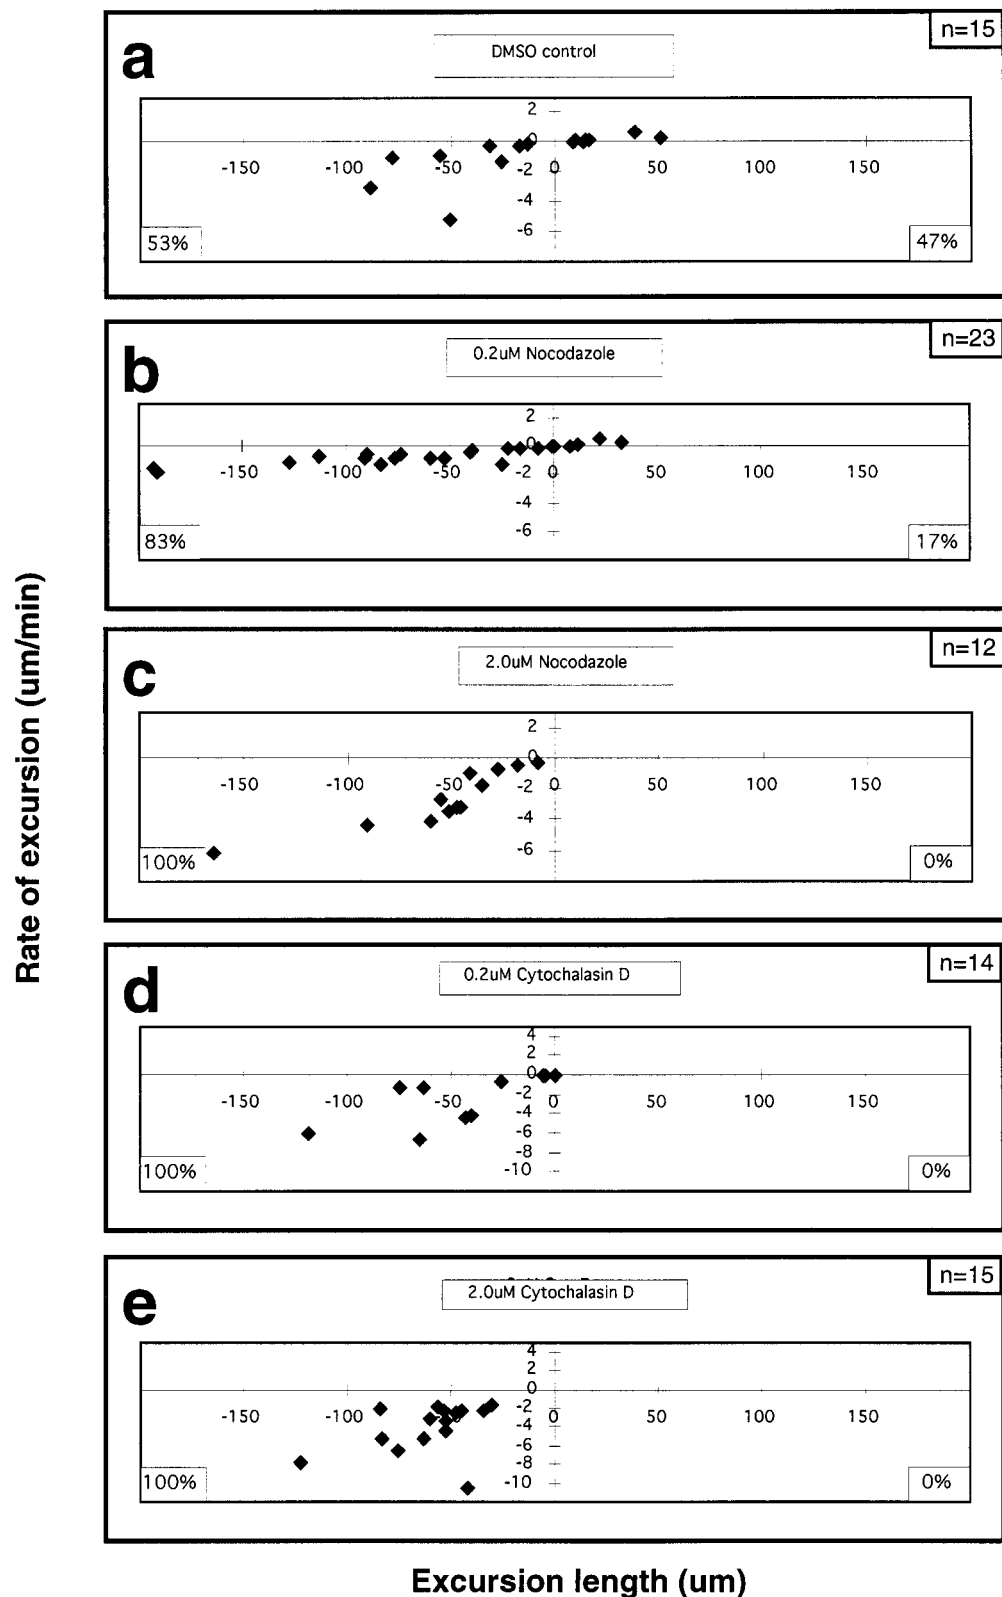 a
n=15
DMSO control
2
0
-150 -100 -50 0 50 100 150
-2
-4
-6
53%
47%
b
n=23
0.2uM Nocodazole
2
0
-150 -100 -50 0 50 100 150
-2
-4
-6
83%
17%
c
n=12
2.0uM Nocodazole
2
0
-150 -100 -50 0 50 100 150
-2
-4
-6
100%
0%
d
n=14
0.2uM Cytochalasin D
4
2
0
-150 -100 -50 0 50 100 150
-2
-4
-6
-8
-10
100%
0%
e
n=15
2.0uM Cytochalasin D
4
2
0
-150 -100 0 50 100 150
-2
-4
-6
-8
-10
100%
0%
Rate of excursion (um/min)
Excursion length (um)